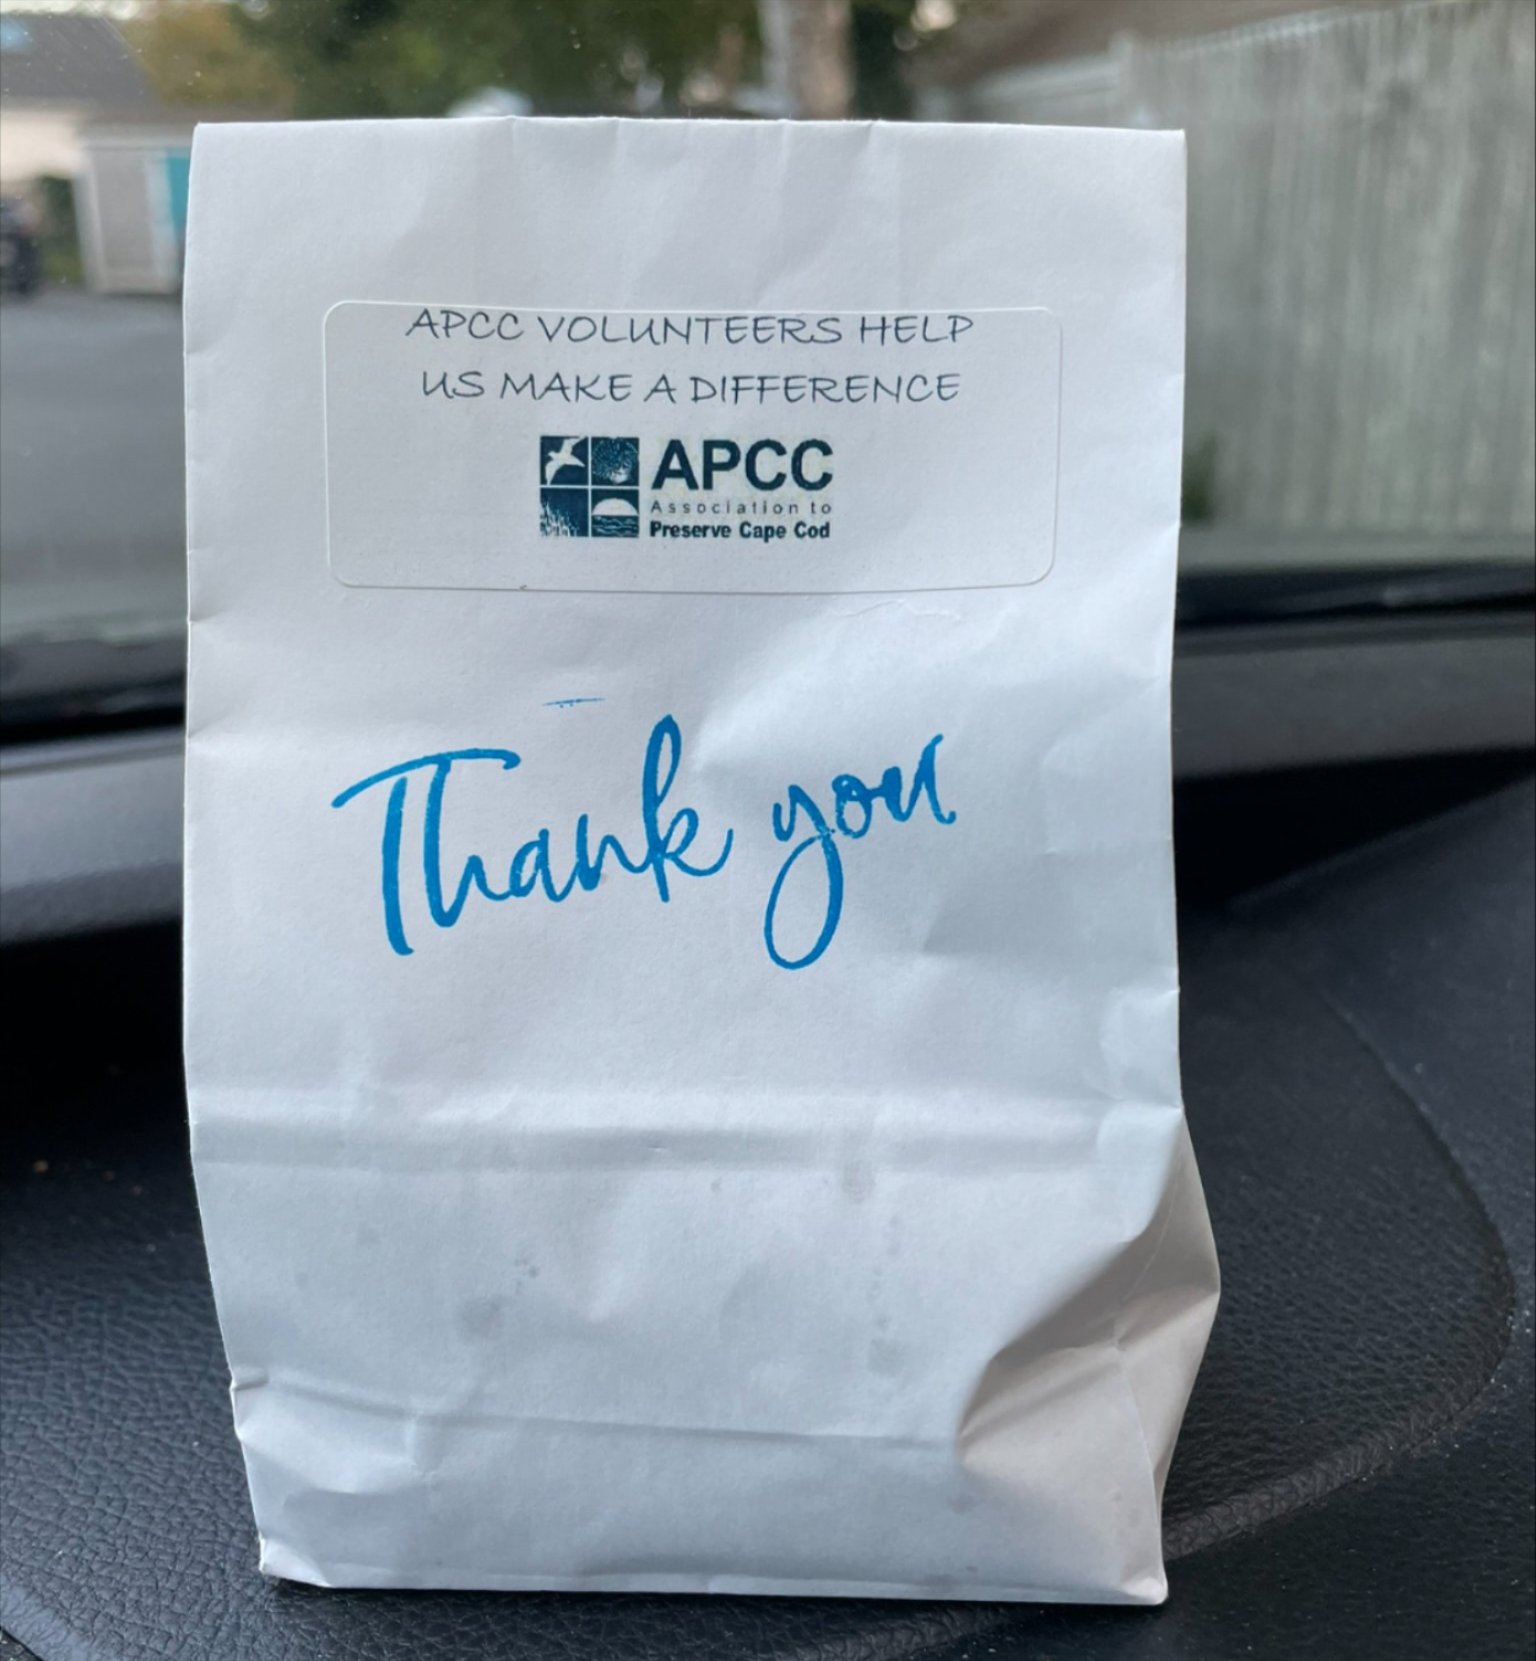 APCC VOLUNTEERS HELP
US MAKE A DIFFERENCE
APCC
Association to
Preserve Cape Cod
Thank you